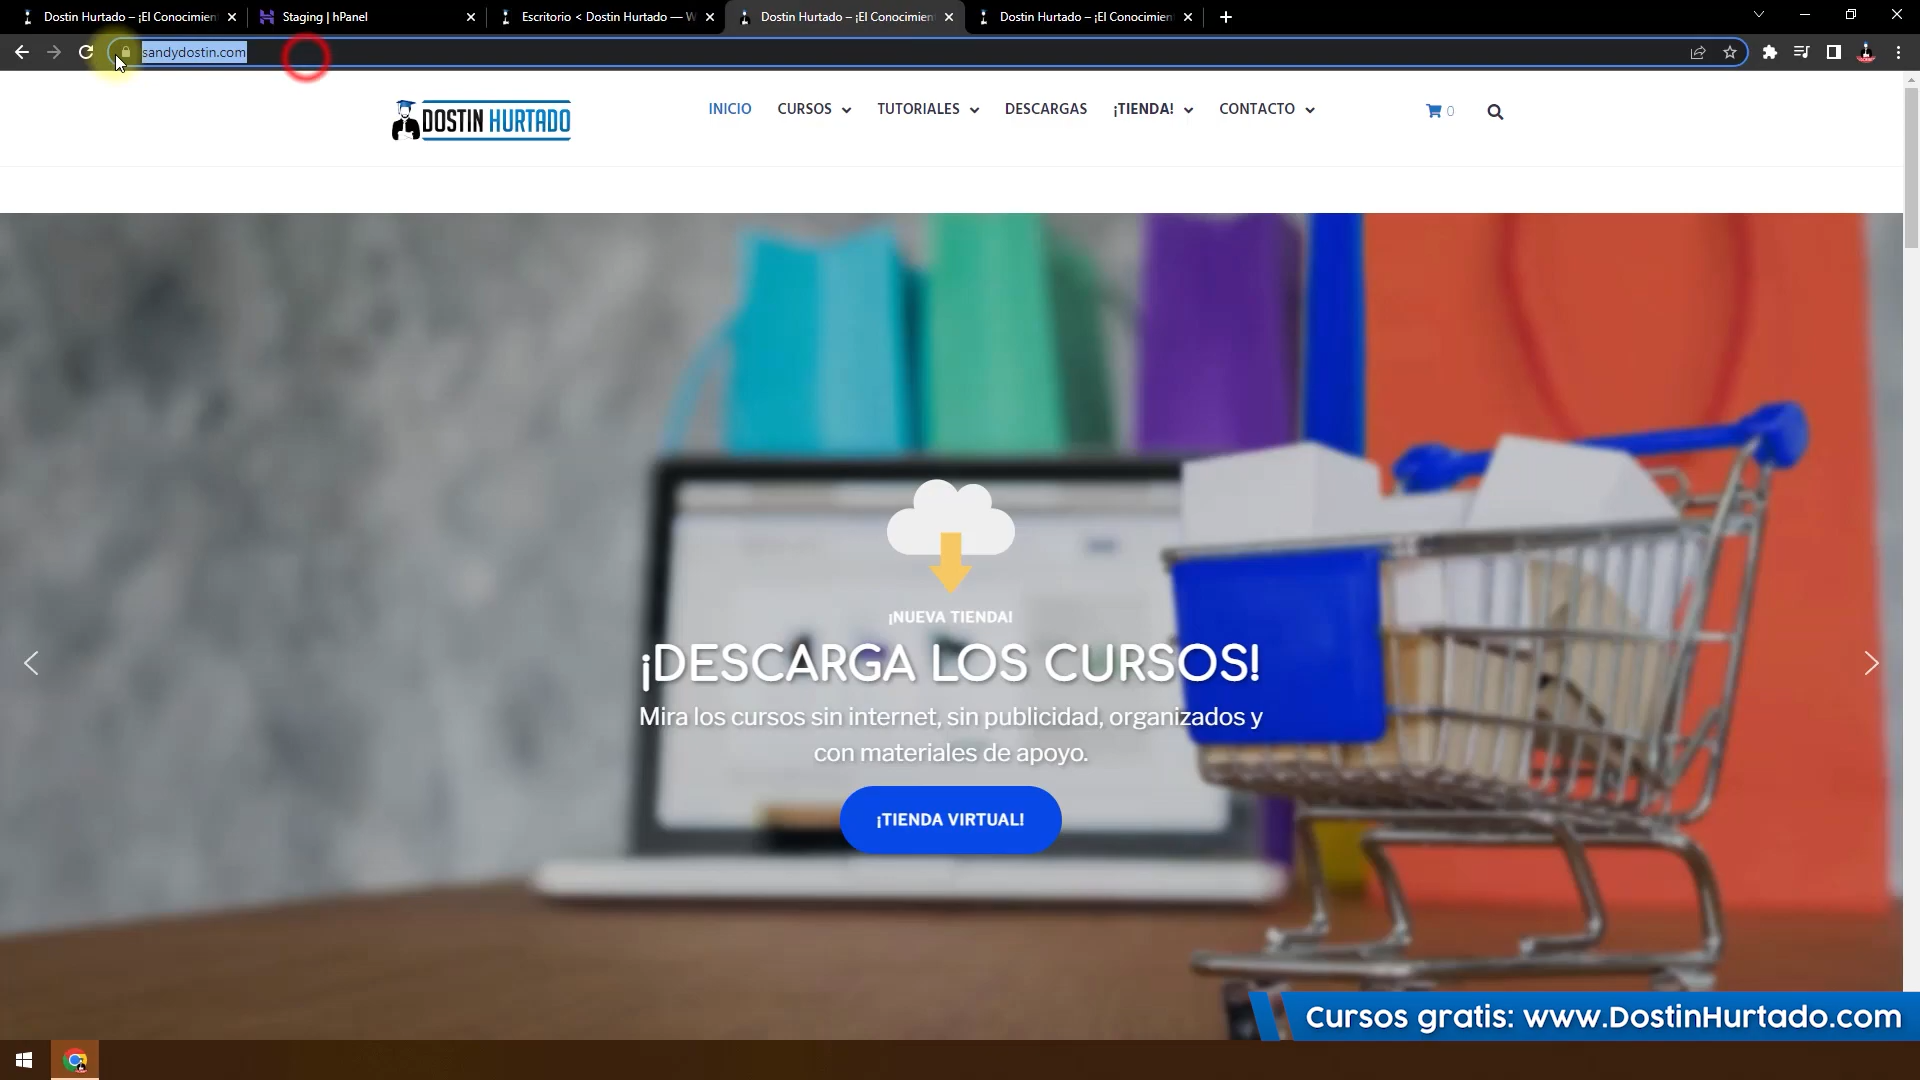 Dostin Hurtado – ¡El Conocimien
Staging | hPanel
Escritorio < Dostin Hurtado — W
Dostin Hurtado – ¡El Conocimien
Dostin Hurtado – ¡El Conocimien
sandydostin.com
DOSTIN HURTADO
INICIO
CURSOS
TUTORIALES
DESCARGAS
¡TIENDA!
CONTACTO
0
¡NUEVA TIENDA!
¡DESCARGA LOS CURSOS!
Mira los cursos sin internet, sin publicidad, organizados y
con materiales de apoyo.
¡TIENDA VIRTUAL!
Cursos gratis: www.DostinHurtado.com